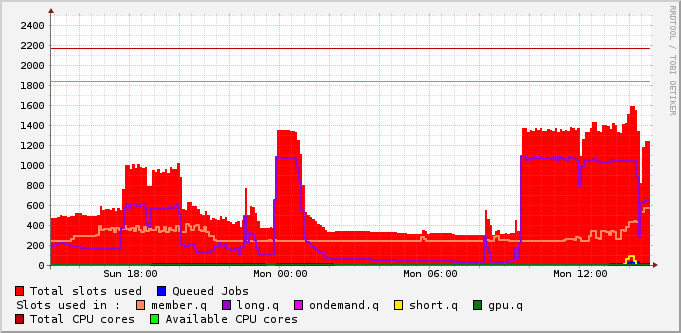 2400
2200
2000
1800
1600
1400
1200
1000
800
600
400
200
0
Sun 18:00 Mon 00:00 Mon 06:00 Mon 12:00
RRDTOOL / TOBI OETIKER
Total slots used Queued Jobs
Slots used in : member.q long.q ondemand.q short.q gpu.q
Total CPU cores Available CPU cores